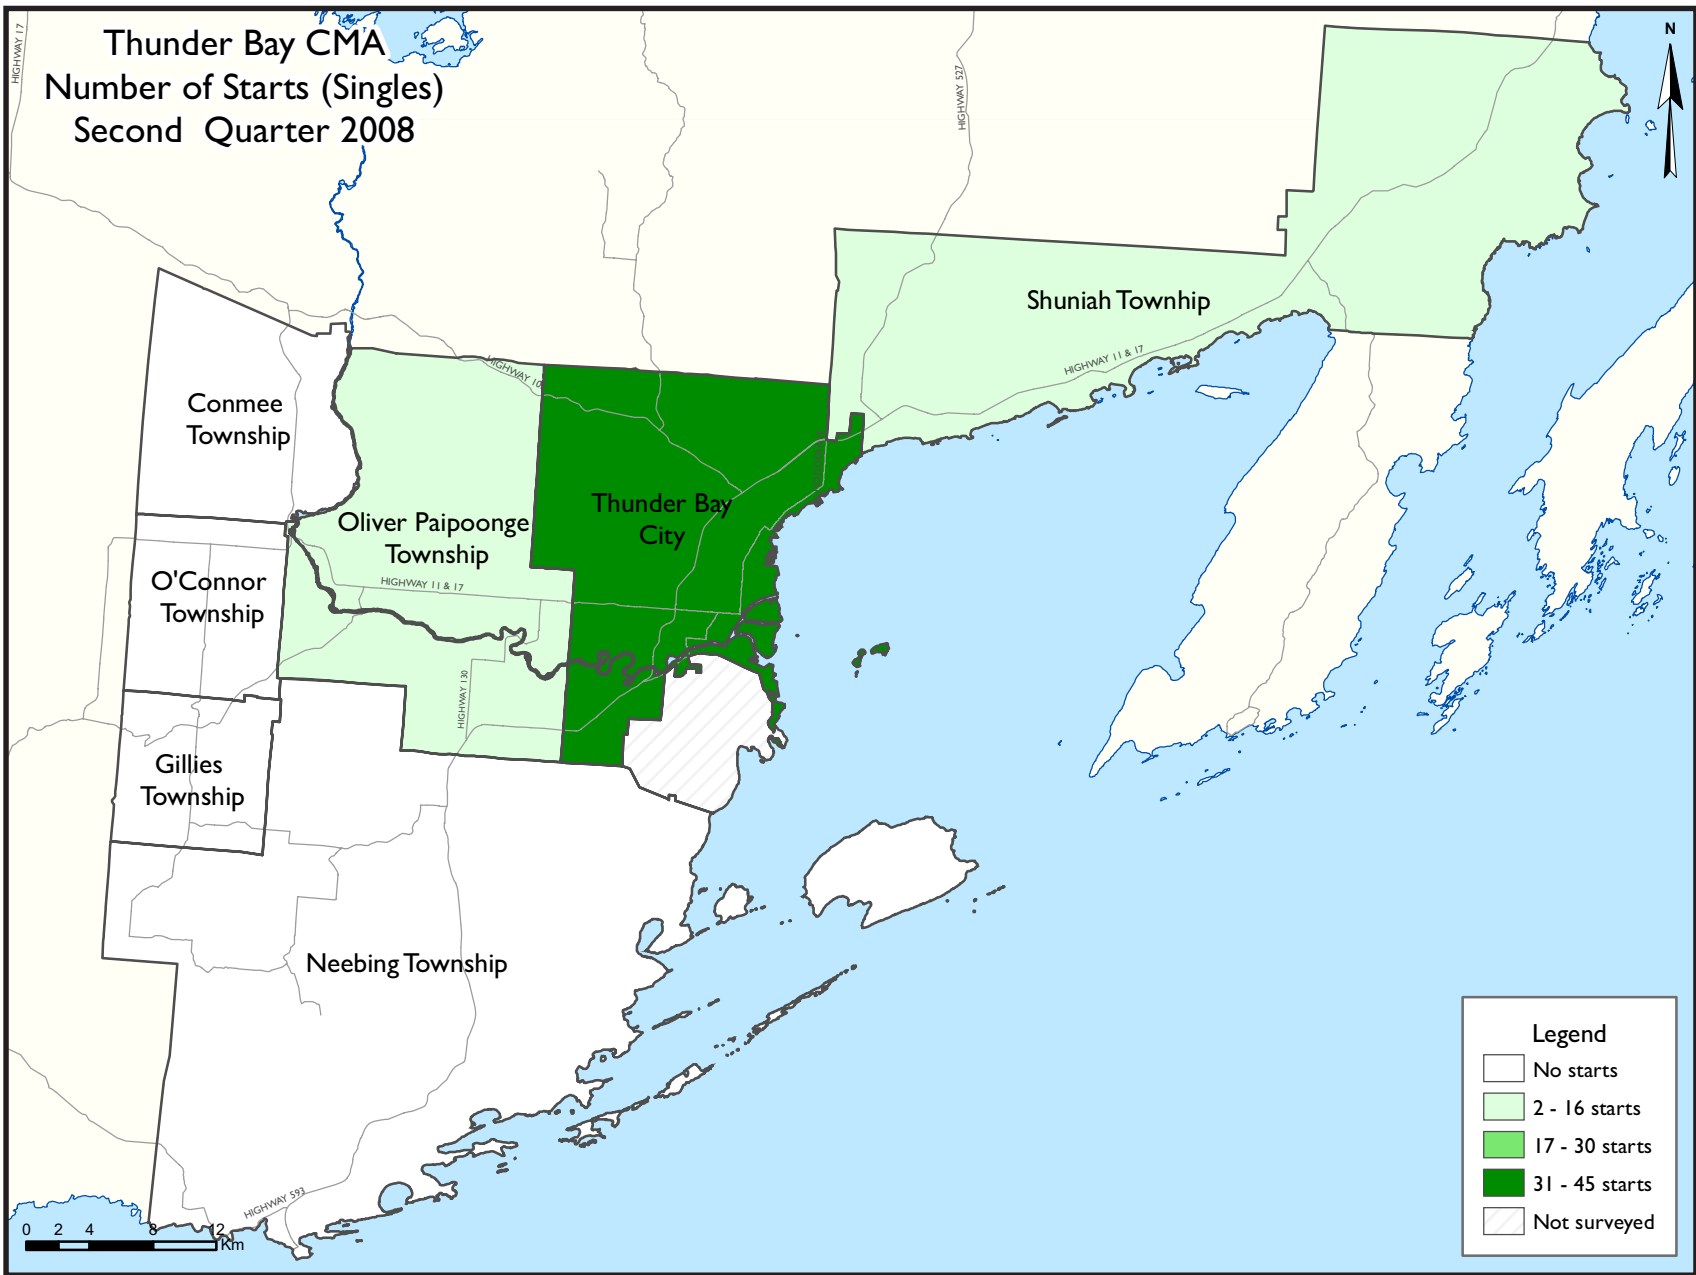 Thunder Bay CMA
Number of Starts (Singles)
Second Quarter 2008
HIGHWAY 17
HIGHWAY 527
N
Shuniah Townhip
HIGHWAY 11 & 17
HIGHWAY 10
Conmee
Township
Thunder Bay
City
Oliver Paipoonge
Township
HIGHWAY 11 & 17
O'Connor
Township
HIGHWAY 130
Gillies
Township
Neebing Township
HIGHWAY 593
0 2 4 8 12
Km
Legend
No starts
2 - 16 starts
17 - 30 starts
31 - 45 starts
Not surveyed